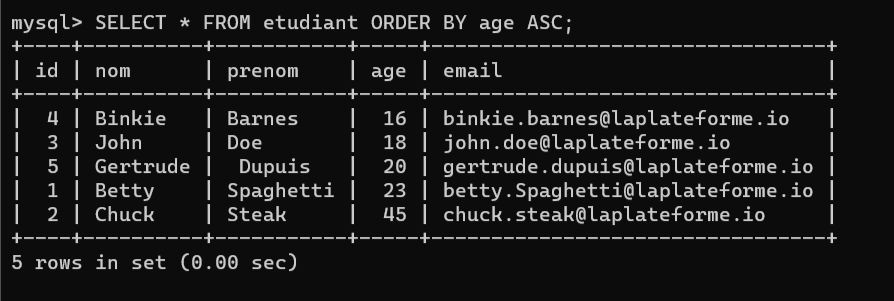 mysql> SELECT * FROM etudiant ORDER BY age ASC;
+----+----------+-----------+-----+--------------------------------+
| id | nom      | prenom    | age | email                          |
+----+----------+-----------+-----+--------------------------------+
|  4 | Binkie   | Barnes    |  16 | binkie.barnes@laplateforme.io  |
|  3 | John     | Doe       |  18 | john.doe@laplateforme.io       |
|  5 | Gertrude |  Dupuis   |  20 | gertrude.dupuis@laplateforme.io |
|  1 | Betty    | Spaghetti |  23 | betty.Spaghetti@laplateforme.io |
|  2 | Chuck    | Steak     |  45 | chuck.steak@laplateforme.io    |
+----+----------+-----------+-----+--------------------------------+
5 rows in set (0.00 sec)